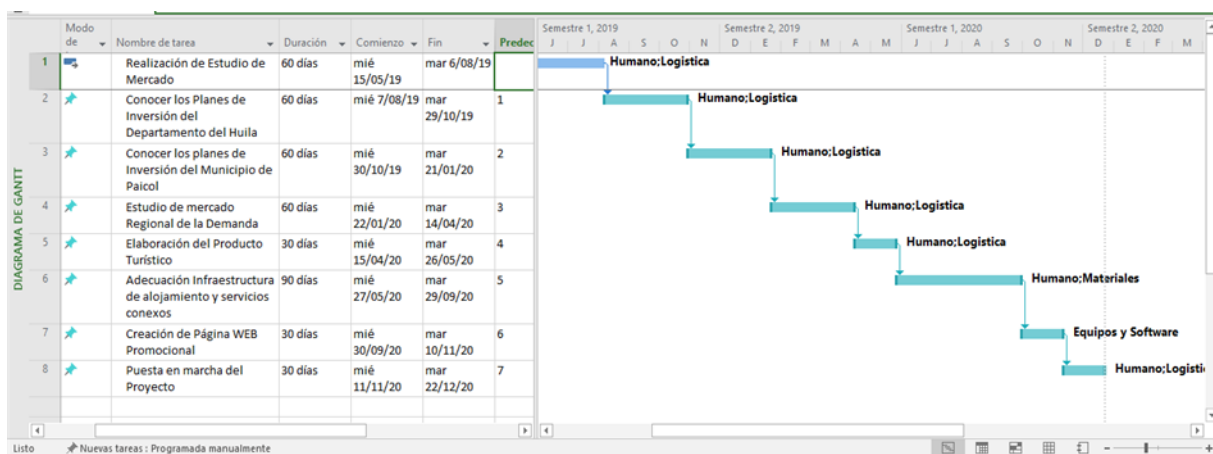 Modo de
Nombre de tarea
Duración
Comienzo
Fin
Predec
Semestre 1, 2019
Semestre 2, 2019
Semestre 1, 2020
Semestre 2, 2020
J J A S O N D E F M A M J J A S O N D E F M
1 Realización de Estudio de 60 días mié mar 6/08/19
Mercado 15/05/19
Humano;Logistica
2 Conocer los Planes de 60 días mié 7/08/19 mar 1
Inversión del 29/10/19
Departamento del Huila
Humano;Logistica
3 Conocer los planes de 60 días mié mar 2
Inversión del Municipio de 30/10/19 21/01/20
Paicol
Humano;Logistica
4 Estudio de mercado 60 días mié mar 3
Regional de la Demanda 22/01/20 14/04/20
Humano;Logistica
5 Elaboración del Producto 30 días mié mar 4
Turístico 15/04/20 26/05/20
Humano;Logistica
6 Adecuación Infraestructura 90 días mié mar 5
de alojamiento y servicios 27/05/20 29/09/20
conexos
Humano;Materiales
7 Creación de Página WEB 30 días mié mar 6
Promocional 30/09/20 10/11/20
Equipos y Software
8 Puesta en marcha del 30 días mié mar 7
Proyecto 11/11/20 22/12/20
Humano;Logisti
DIAGRAMA DE GANTT
Listo
Nuevas tareas : Programada manualmente